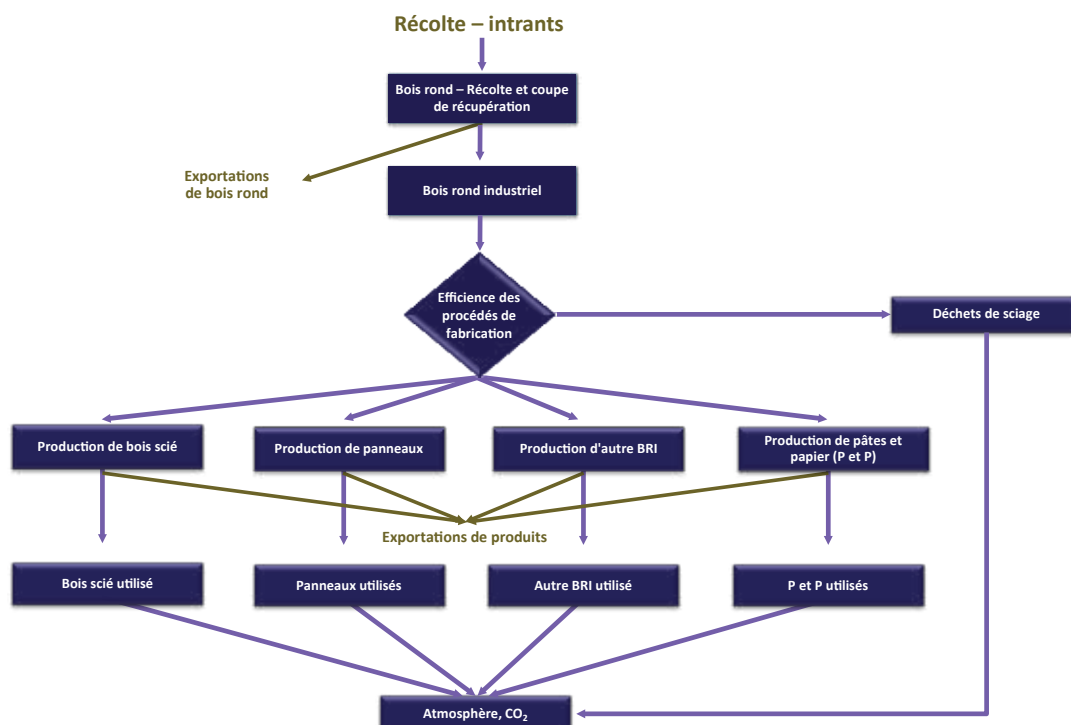 Récolte – intrants
Bois rond – Récolte et coupe
de récupération
Exportations
de bois rond
Bois rond industriel
Efficience des
procédés de
fabrication
Déchets de sciage
Production de bois scié
Production de panneaux
Production d'autre BRI
Production de pâtes et
papier (P et P)
Exportations de produits
Bois scié utilisé
Panneaux utilisés
Autre BRI utilisé
P et P utilisés
Atmosphère, CO₂